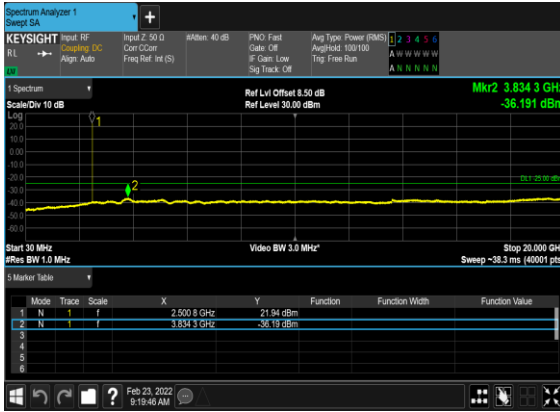 Spectrum Analyzer 1
Swept SA
+
KEYSIGHT
RL
Input: RF
Coupling: DC
Align: Auto
Input Z: 50 Ω
Corr CCorr
Freq Ref: Int (S)
#Atten: 40 dB
PNO: Fast
Gate: Off
IF Gain: Low
Sig Track: Off
Avg Type: Power (RMS)
Avg|Hold: 100/100
Trig: Free Run
1 2 3 4 5 6
A W W W W W
A N N N N N
1 Spectrum
Scale/Div 10 dB
Ref Lvl Offset 8.50 dB
Ref Level 30.00 dBm
Mkr2 3.834 3 GHz
-36.191 dBm
Log
20.0
10.0
0.00
-10.0
-20.0
-30.0
-40.0
-50.0
-60.0
1
2
Start 30 MHz
#Res BW 1.0 MHz
Video BW 3.0 MHz*
Stop 20.000 GHz
Sweep ~38.3 ms (40001 pts)
5 Marker Table
Mode Trace Scale X Y Function Function Width Function Value
1 N 1 f 2.500 8 GHz 21.94 dBm
2 N 1 f 3.834 3 GHz -36.19 dBm
3
4
5
6
?
Feb 23, 2022
9:19:46 AM